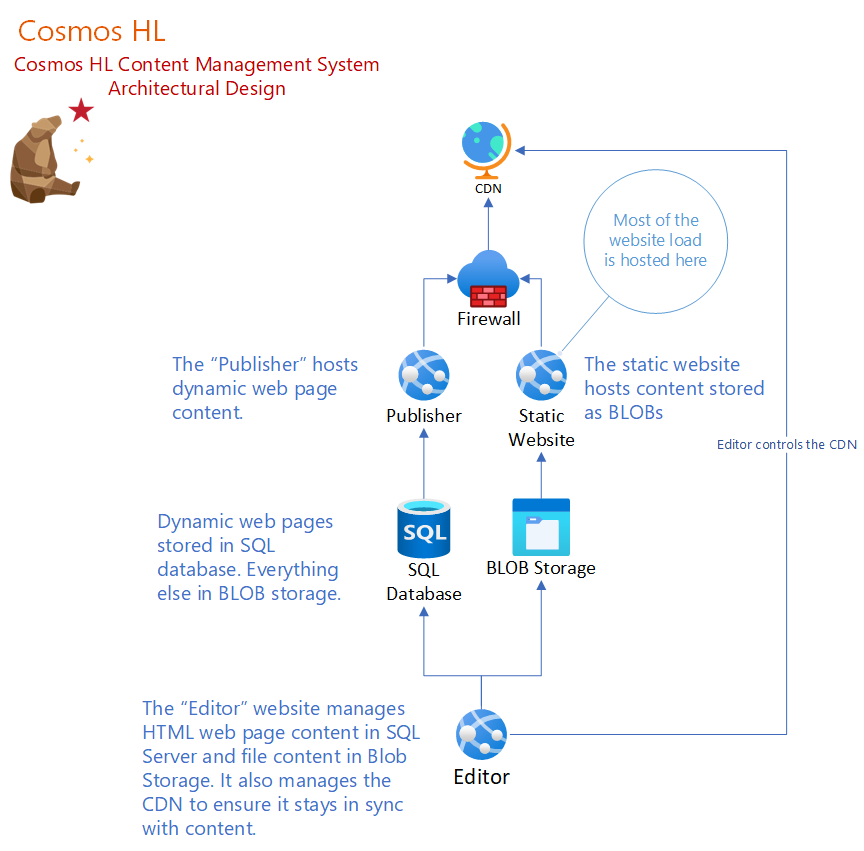 Cosmos HL
Cosmos HL Content Management System
Architectural Design
CDN
Most of the
website load
is hosted here
Firewall
The “Publisher” hosts
dynamic web page
content.
Publisher
Static
Website
The static website
hosts content stored
as BLOBs
Editor controls the CDN
Dynamic web pages
stored in SQL
database. Everything
else in BLOB storage.
SQL
SQL
Database
BLOB Storage
The “Editor” website manages
HTML web page content in SQL
Server and file content in Blob
Storage. It also manages the
CDN to ensure it stays in sync
with content.
Editor